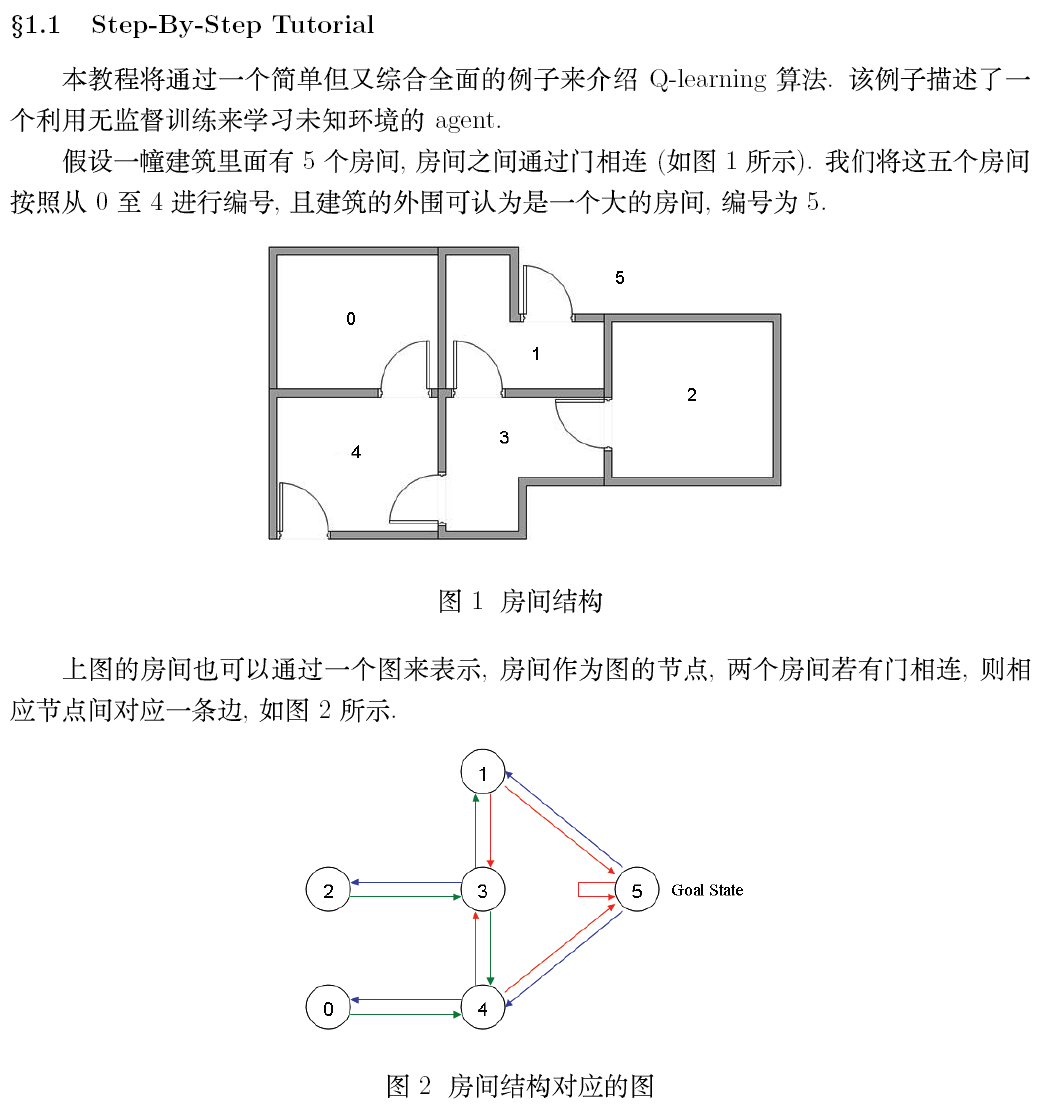 §1.1 Step-By-Step Tutorial
本教程将通过一个简单但又综合全面的例子来介绍 Q-learning 算法. 该例子描述了一
个利用无监督训练来学习未知环境的 agent.
假设一幢建筑里面有 5 个房间, 房间之间通过门相连 (如图 1 所示). 我们将这五个房间
按照从 0 至 4 进行编号, 且建筑的外围可认为是一个大的房间, 编号为 5.
5
0
1
2
3
4
图 1 房间结构
上图的房间也可以通过一个图来表示, 房间作为图的节点, 两个房间若有门相连, 则相
应节点间对应一条边, 如图 2 所示.
1
2
3
5 Goal State
0
4
图 2 房间结构对应的图